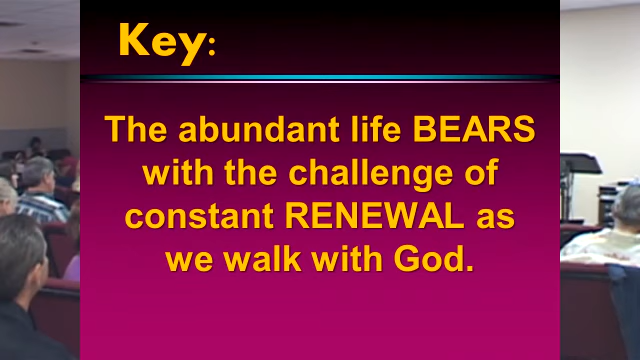 Key:
The abundant life BEARS
with the challenge of
constant RENEWAL as
we walk with God.